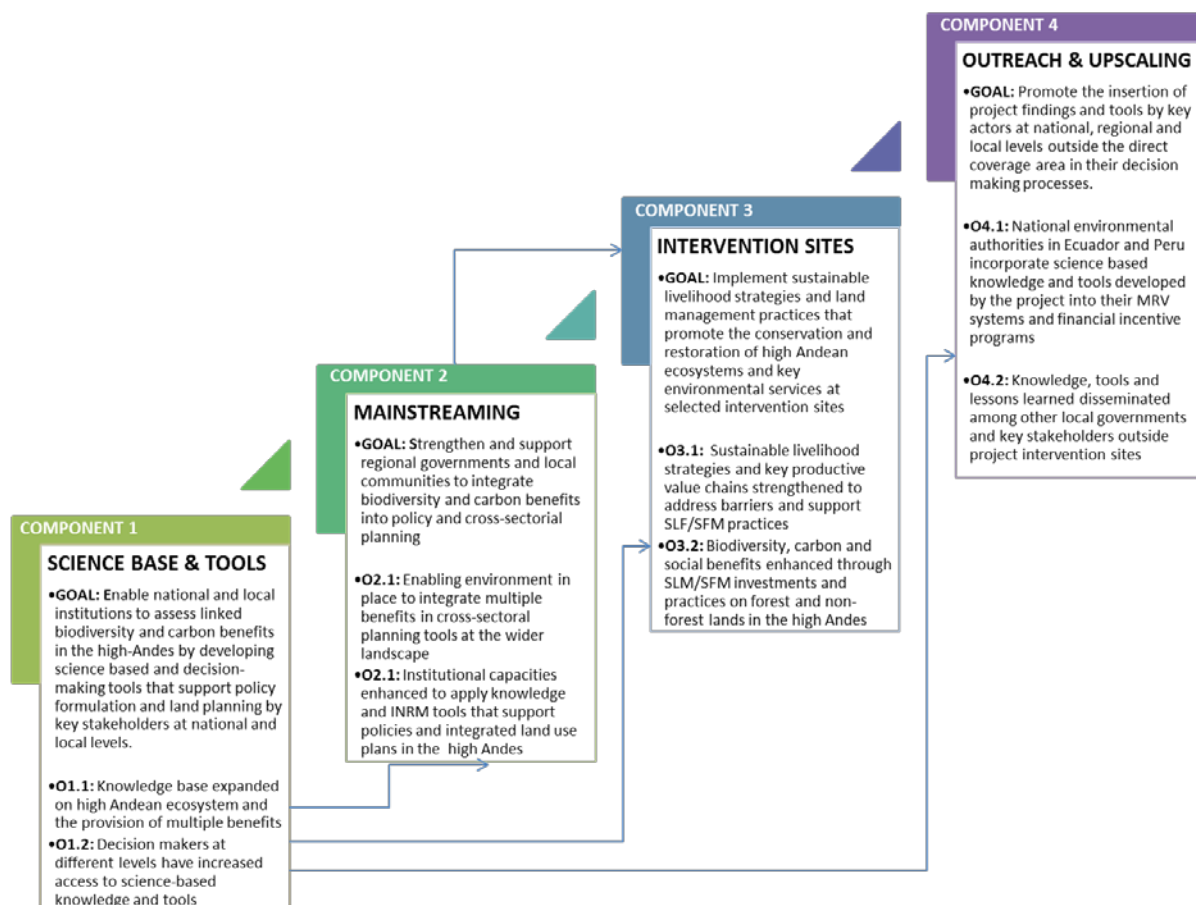 COMPONENT 1
SCIENCE BASE & TOOLS
•GOAL: Enable national and local
institutions to assess linked
biodiversity and carbon benefits
in the high-Andes by developing
science based and decision-
making tools that support policy
formulation and land planning by
key stakeholders at national and
local levels.
•O1.1: Knowledge base expanded
on high Andean ecosystem and
the provision of multiple benefits
•O1.2: Decision makers at
different levels have increased
access to science-based
knowledge and tools
COMPONENT 2
MAINSTREAMING
•GOAL: Strengthen and support
regional governments and local
communities to integrate
biodiversity and carbon benefits
into policy and cross-sectorial
planning
•O2.1: Enabling environment in
place to integrate multiple
benefits in cross-sectoral
planning tools at the wider
landscape
•O2.1: Institutional capacities
enhanced to apply knowledge
and INRM tools that support
policies and integrated land use
plans in the high Andes
COMPONENT 3
INTERVENTION SITES
•GOAL: Implement sustainable
livelihood strategies and land
management practices that
promote the conservation and
restoration of high Andean
ecosystems and key
environmental services at
selected intervention sites
•O3.1: Sustainable livelihood
strategies and key productive
value chains strengthened to
address barriers and support
SLF/SFM practices
•O3.2: Biodiversity, carbon and
social benefits enhanced through
SLM/SFM investments and
practices on forest and non-
forest lands in the high Andes
COMPONENT 4
OUTREACH & UPSCALING
•GOAL: Promote the insertion of
project findings and tools by key
actors at national, regional and
local levels outside the direct
coverage area in their decision
making processes.
•O4.1: National environmental
authorities in Ecuador and Peru
incorporate science based
knowledge and tools developed
by the project into their MRV
systems and financial incentive
programs
•O4.2: Knowledge, tools and
lessons learned disseminated
among other local governments
and key stakeholders outside
project intervention sites